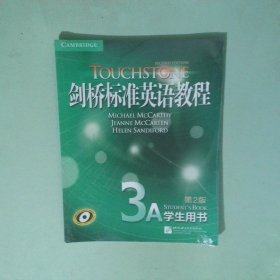 CAMBRIDGE
SECOND EDITION
TOUCHSTONE
剑桥标准英语教程
MICHAEL MCCARTHY
JEANNE MCCARTEN
HELEN SANDIFORD
3A
第2版
STUDENT'S BOOK
学生用书